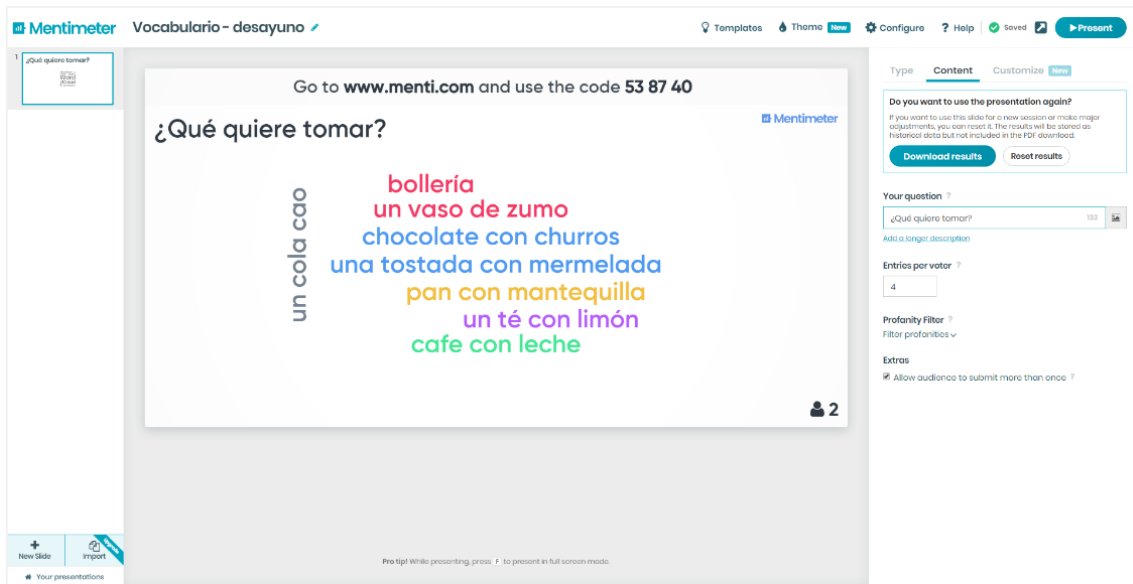 Mentimeter
Vocabulario - desayuno
Templates
Theme New
Configure
? Help
Saved
Present
1
¿Qué quiere tomar?
Go to www.menti.com and use the code 53 87 40
¿Qué quiere tomar?
Mentimeter
un cola cao
bollería
un vaso de zumo
chocolate con churros
una tostada con mermelada
pan con mantequilla
un té con limón
cafe con leche
2
Pro tip! While presenting, press F to present in full screen mode.
New Slide
Import
Upgrade
Your presentations
Type
Content
Customize New
Do you want to use the presentation again?
If you want to use this slide for a new session or make major
adjustments, you can reset it. The results will be stored as
historical data but not included in the PDF download.
Download results
Reset results
Your question ?
¿Qué quiere tomar?
133
Add a longer description
Entries per voter ?
4
Profanity Filter ?
Filter profanities
Extras
Allow audience to submit more than once ?